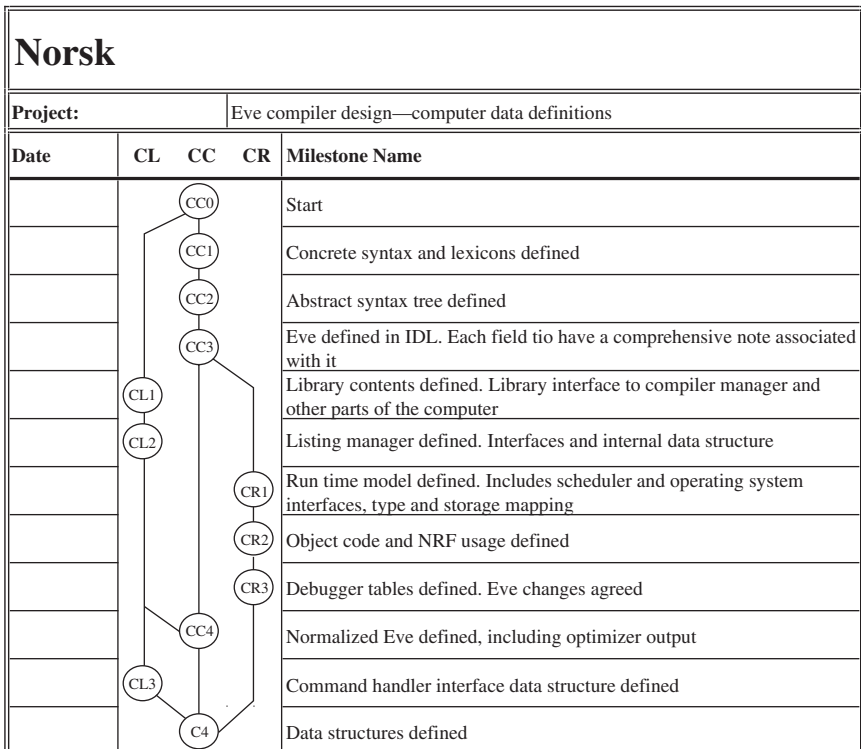 Norsk
Project: Eve compiler design—computer data definitions
Date CL CC CR Milestone Name
CC0 Start
CC1 Concrete syntax and lexicons defined
CC2 Abstract syntax tree defined
CC3 Eve defined in IDL. Each field tio have a comprehensive note associated
with it
CL1 Library contents defined. Library interface to compiler manager and
other parts of the computer
CL2 Listing manager defined. Interfaces and internal data structure
CR1 Run time model defined. Includes scheduler and operating system
interfaces, type and storage mapping
CR2 Object code and NRF usage defined
CR3 Debugger tables defined. Eve changes agreed
CC4 Normalized Eve defined, including optimizer output
CL3 Command handler interface data structure defined
C4 Data structures defined